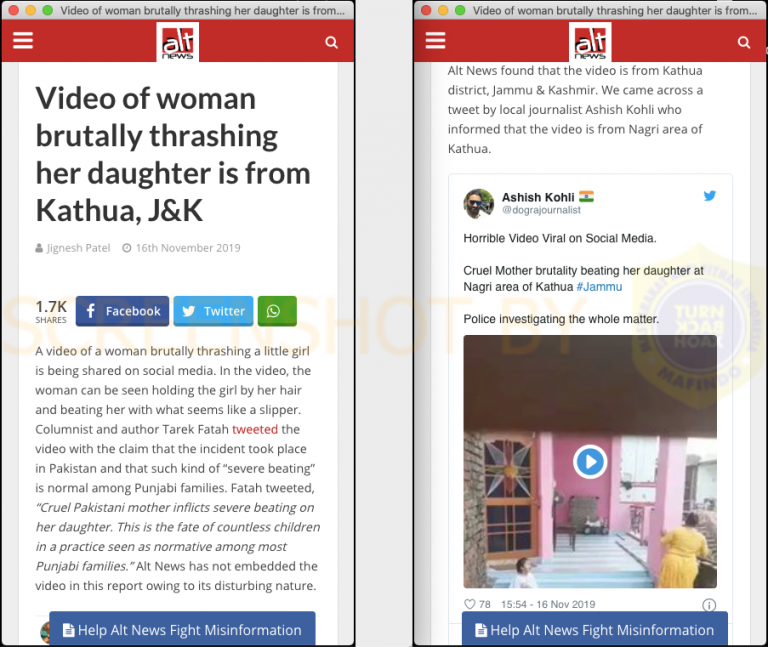 Video of woman brutally thrashing her daughter is from...
alt
news
Video of woman
brutally thrashing
her daughter is from
Kathua, J&K
Jignesh Patel 16th November 2019
1.7K
SHARES
Facebook
Twitter
A video of a woman brutally thrashing a little girl
is being shared on social media. In the video, the
woman can be seen holding the girl by her hair
and beating her with what seems like a slipper.
Columnist and author Tarek Fatah tweeted the
video with the claim that the incident took place
in Pakistan and that such kind of “severe beating”
is normal among Punjabi families. Fatah tweeted,
“Cruel Pakistani mother inflicts severe beating on
her daughter. This is the fate of countless children
in a practice seen as normative among most
Punjabi families.” Alt News has not embedded the
video in this report owing to its disturbing nature.
Help Alt News Fight Misinformation
Video of woman brutally thrashing her daughter is from...
alt
news
Alt News found that the video is from Kathua
district, Jammu & Kashmir. We came across a
tweet by local journalist Ashish Kohli who
informed that the video is from Nagri area of
Kathua.
Ashish Kohli
@dograjournalist
Horrible Video Viral on Social Media.
Cruel Mother brutality beating her daughter at
Nagri area of Kathua #Jammu
Police investigating the whole matter.
78 15:54 - 16 Nov 2019
Help Alt News Fight Misinformation
SCREENSHOT BY
TURN
BACK
HOAX
MAFINDO